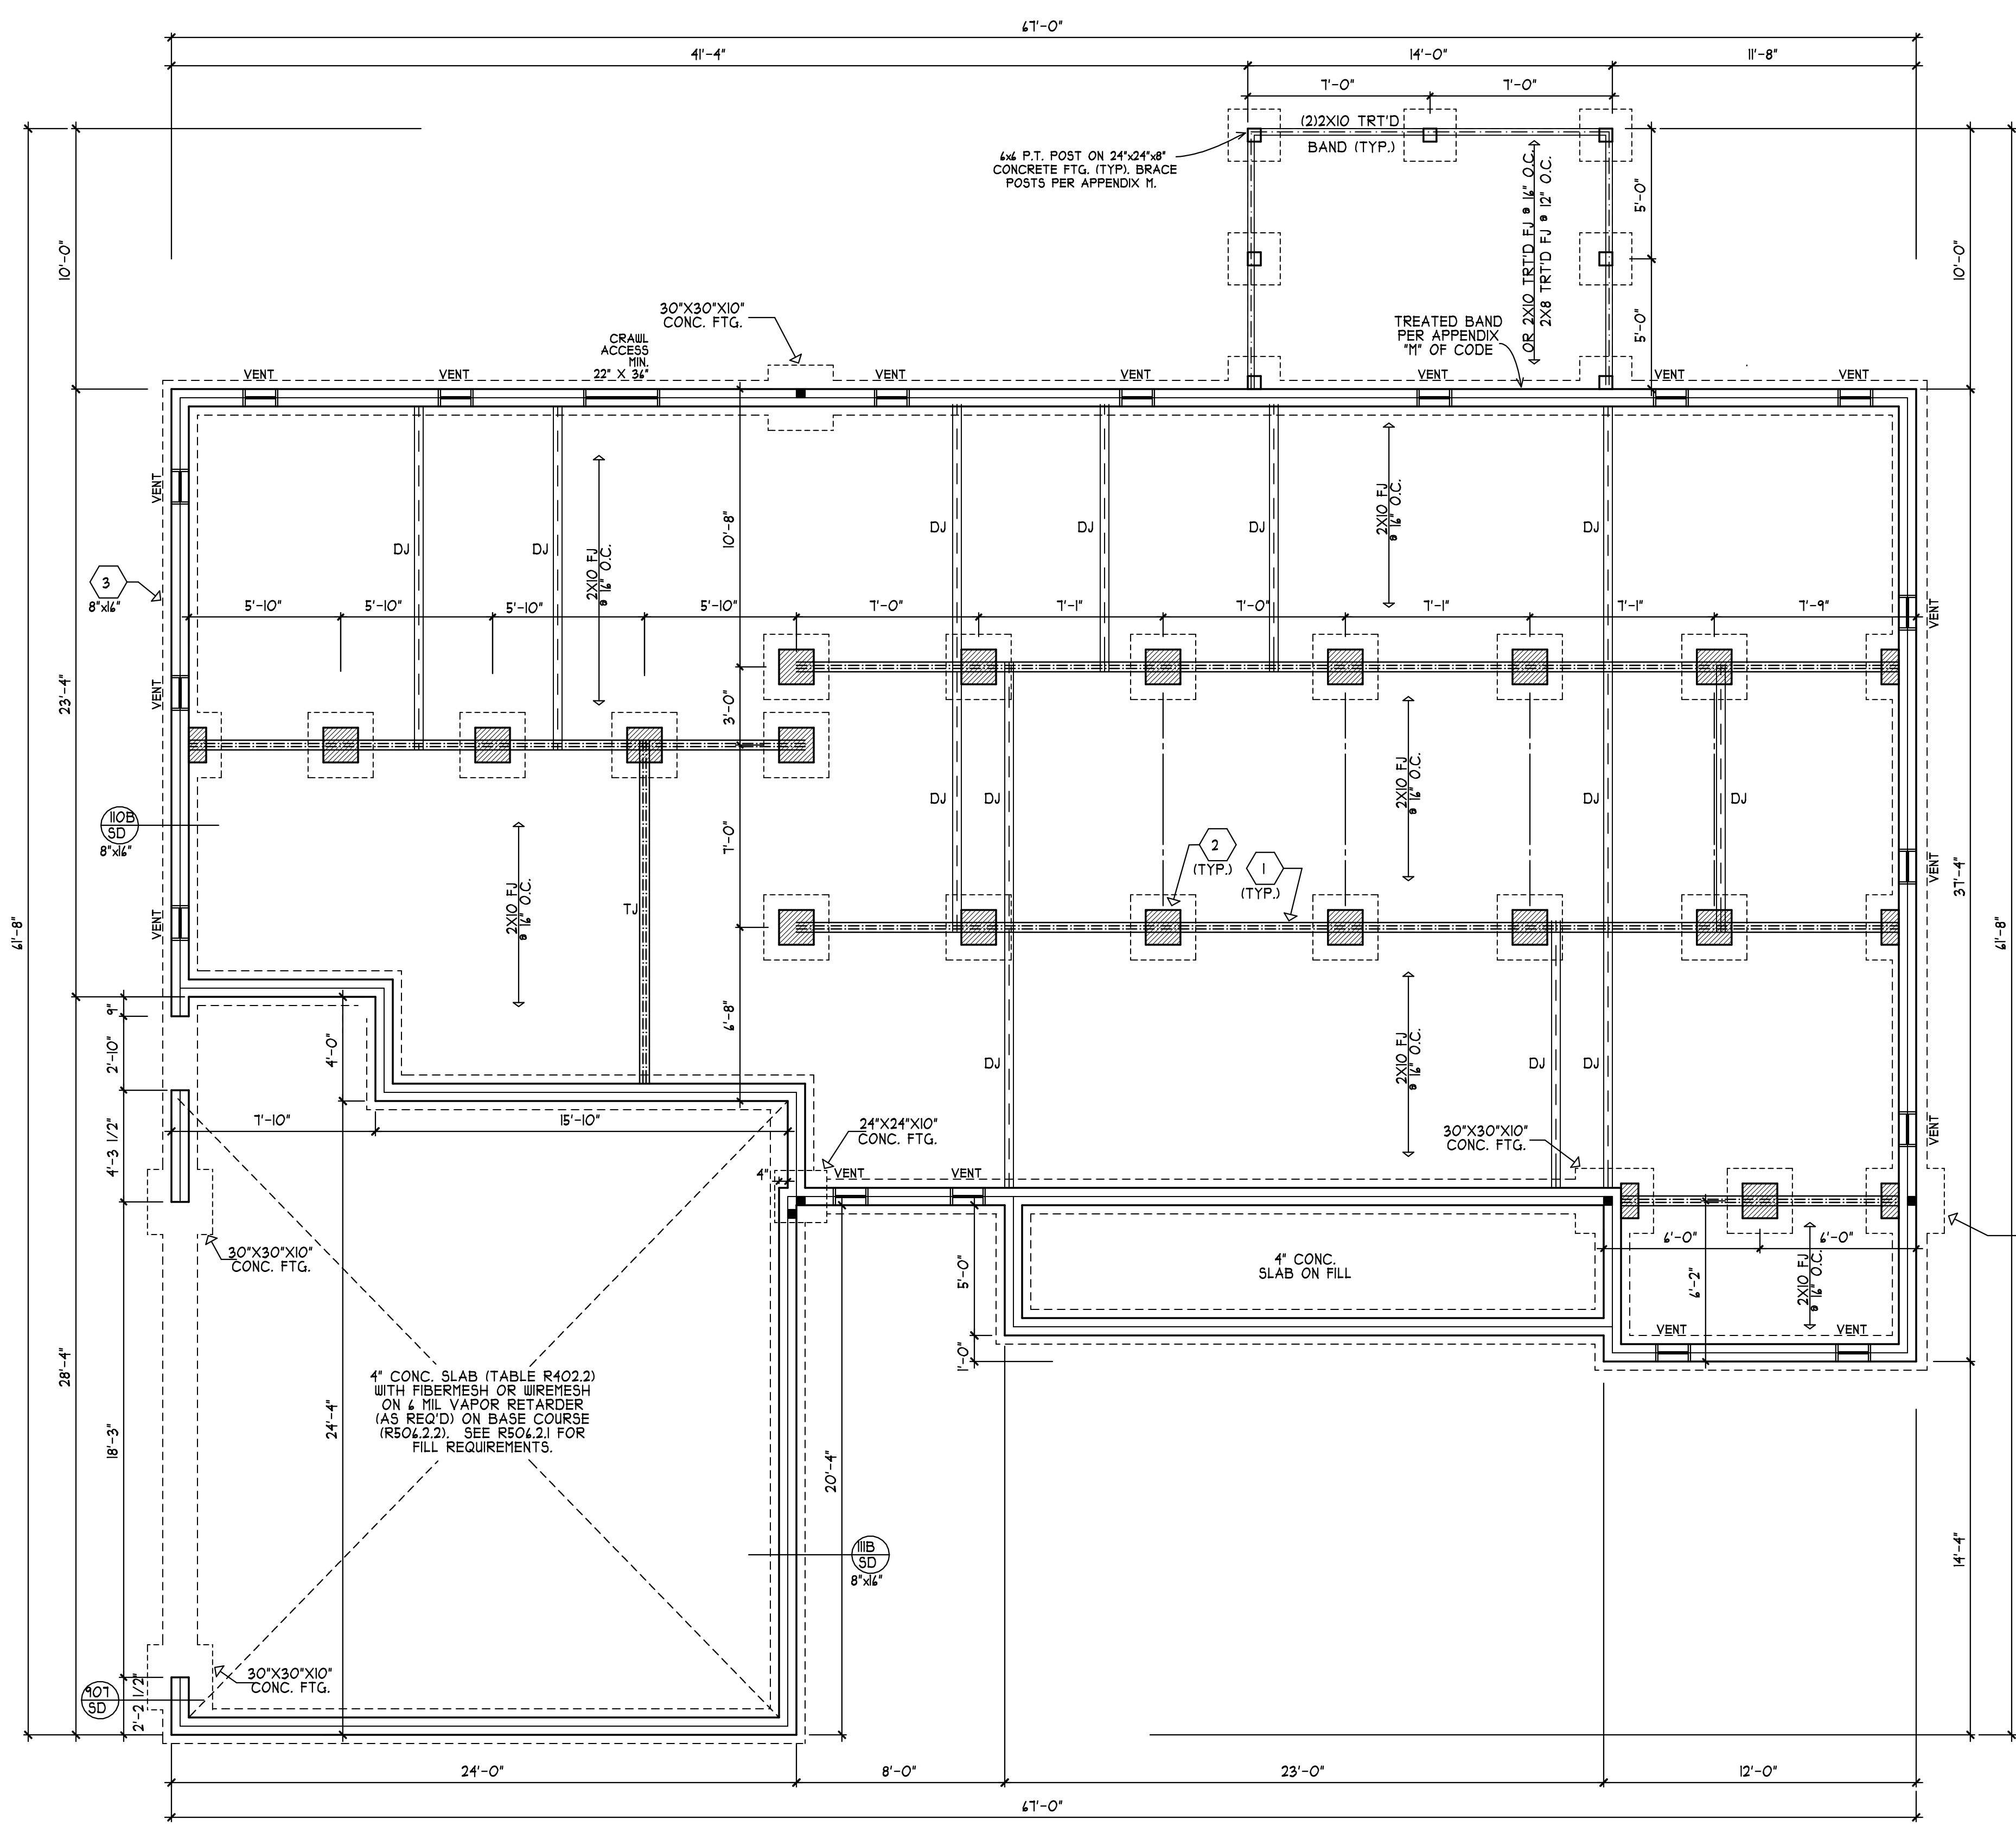 67'-0"
41'-4"
14'-0"
11'-8"
7'-0"
7'-0"
(2)2X10 TRT'D
BAND (TYP.)
6x6 P.T. POST ON 24"x24"x8"
CONCRETE FTG. (TYP). BRACE
POSTS PER APPENDIX M.
OR 2X10 TRT'D FJ @ 16" O.C.
2X8 TRT'D FJ @ 12" O.C.
5'-0"
5'-0"
10'-0"
10'-0"
30"X30"X10"
CONC. FTG.
TREATED BAND
PER APPENDIX
"M" OF CODE
CRAWL
ACCESS
MIN.
22" X 36"
VENT
VENT
VENT
VENT
VENT
VENT
VENT
VENT
DJ
DJ
2X10 FJ
@ 16" O.C.
10'-8"
DJ
DJ
DJ
2X10 FJ
@ 16" O.C.
DJ
3
8"x16"
5'-10"
5'-10"
5'-10"
5'-10"
7'-0"
7'-1"
7'-0"
7'-1"
7'-1"
7'-9"
VENT
23'-4"
VENT
3'-0"
110B
SD
8"x16"
7'-0"
DJ
DJ
2X10 FJ
@ 16" O.C.
DJ
DJ
2
(TYP.)
1
(TYP.)
VENT
37'-4"
61'-8"
VENT
2X10 FJ
@ 16" O.C.
TJ
61'-8"
9"
2'-10"
4'-0"
6'-8"
DJ
2X10 FJ
@ 16" O.C.
DJ
DJ
4'-3 1/2"
7'-10"
15'-10"
24"X24"X10"
CONC. FTG.
30"X30"X10"
CONC. FTG.
VENT
4"
VENT
VENT
30"X30"X10"
CONC. FTG.
5'-0"
4" CONC.
SLAB ON FILL
6'-0"
6'-0"
6'-2"
2X10 FJ
@ 16" O.C.
VENT
VENT
1'-0"
28'-4"
4" CONC. SLAB (TABLE R402.2)
WITH FIBERMESH OR WIREMESH
ON 6 MIL VAPOR RETARDER
(AS REQ'D) ON BASE COURSE
(R506.2.2). SEE R506.2.1 FOR
FILL REQUIREMENTS.
24'-4"
18'-3"
20'-4"
14'-4"
111B
SD
8"x16"
30"X30"X10"
CONC. FTG.
907
SD
2'-2 1/2"
24'-0"
8'-0"
23'-0"
12'-0"
67'-0"